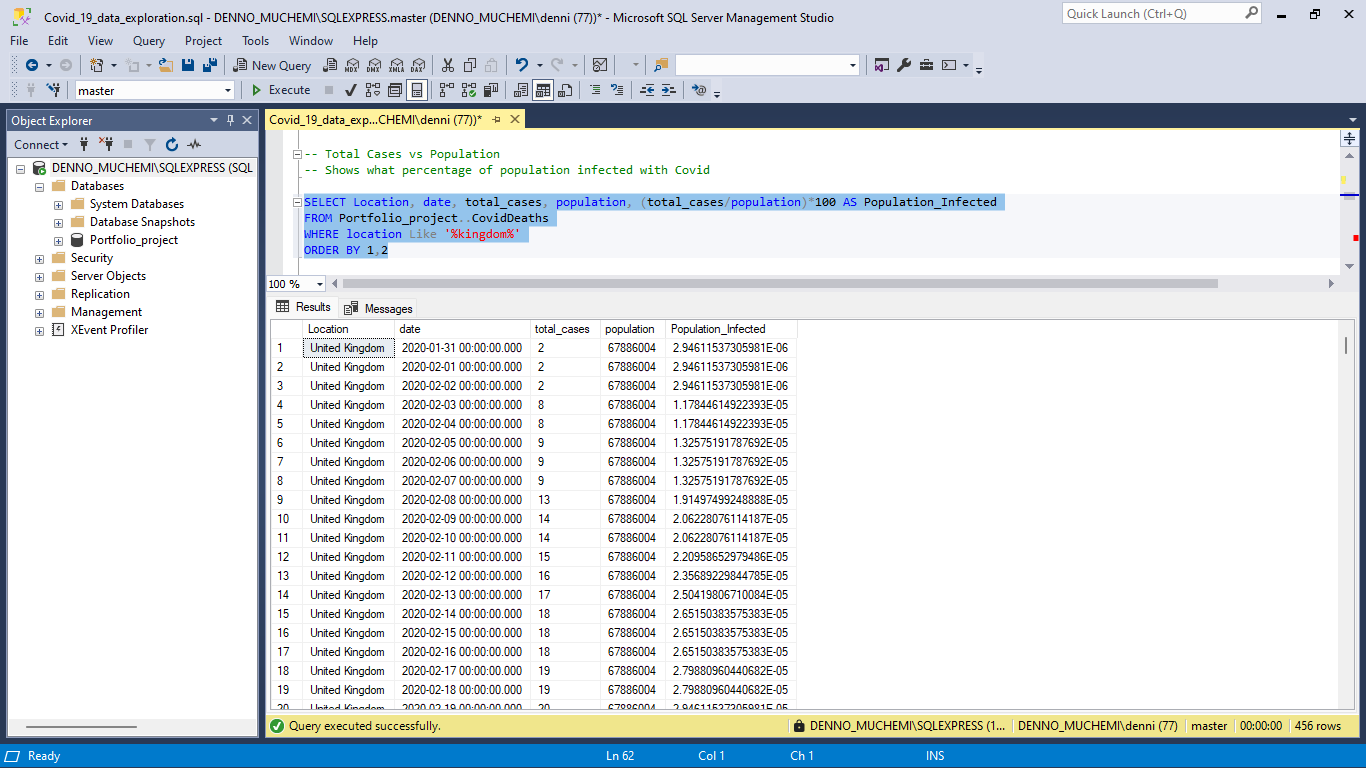 Covid_19_data_exploration.sql - DENNO_MUCHEMI\SQLEXPRESS.master (DENNO_MUCHEMI\denni (77))* - Microsoft SQL Server Management Studio
Quick Launch (Ctrl+Q)
File Edit View Query Project Tools Window Help
New Query MDX DMX XMLA DAX
master Execute
Object Explorer
Connect
DENNO_MUCHEMI\SQLEXPRESS (SQL
Databases
System Databases
Database Snapshots
Portfolio_project
Security
Server Objects
Replication
Management
XEvent Profiler
Covid_19_data_exp...CHEMI\denni (77))*
-- Total Cases vs Population
-- Shows what percentage of population infected with Covid
SELECT Location, date, total_cases, population, (total_cases/population)*100 AS Population_Infected
FROM Portfolio_project..CovidDeaths
WHERE location Like '%kingdom%'
ORDER BY 1,2
100 %
Results Messages
Location date total_cases population Population_Infected
1 United Kingdom 2020-01-31 00:00:00.000 2 67886004 2.94611537305981E-06
2 United Kingdom 2020-02-01 00:00:00.000 2 67886004 2.94611537305981E-06
3 United Kingdom 2020-02-02 00:00:00.000 2 67886004 2.94611537305981E-06
4 United Kingdom 2020-02-03 00:00:00.000 8 67886004 1.17844614922393E-05
5 United Kingdom 2020-02-04 00:00:00.000 8 67886004 1.17844614922393E-05
6 United Kingdom 2020-02-05 00:00:00.000 9 67886004 1.32575191787692E-05
7 United Kingdom 2020-02-06 00:00:00.000 9 67886004 1.32575191787692E-05
8 United Kingdom 2020-02-07 00:00:00.000 9 67886004 1.32575191787692E-05
9 United Kingdom 2020-02-08 00:00:00.000 13 67886004 1.91497499248888E-05
10 United Kingdom 2020-02-09 00:00:00.000 14 67886004 2.06228076114187E-05
11 United Kingdom 2020-02-10 00:00:00.000 14 67886004 2.06228076114187E-05
12 United Kingdom 2020-02-11 00:00:00.000 15 67886004 2.20958652979486E-05
13 United Kingdom 2020-02-12 00:00:00.000 16 67886004 2.35689229844785E-05
14 United Kingdom 2020-02-13 00:00:00.000 17 67886004 2.50419806710084E-05
15 United Kingdom 2020-02-14 00:00:00.000 18 67886004 2.65150383575383E-05
16 United Kingdom 2020-02-15 00:00:00.000 18 67886004 2.65150383575383E-05
17 United Kingdom 2020-02-16 00:00:00.000 18 67886004 2.65150383575383E-05
18 United Kingdom 2020-02-17 00:00:00.000 19 67886004 2.79880960440682E-05
19 United Kingdom 2020-02-18 00:00:00.000 19 67886004 2.79880960440682E-05
20 United Kingdom 2020-02-19 00:00:00.000 20 67886004 2.94611537305981E-05
Query executed successfully. DENNO_MUCHEMI\SQLEXPRESS (1... DENNO_MUCHEMI\denni (77) master 00:00:00 456 rows
Ready Ln 62 Col 1 Ch 1 INS